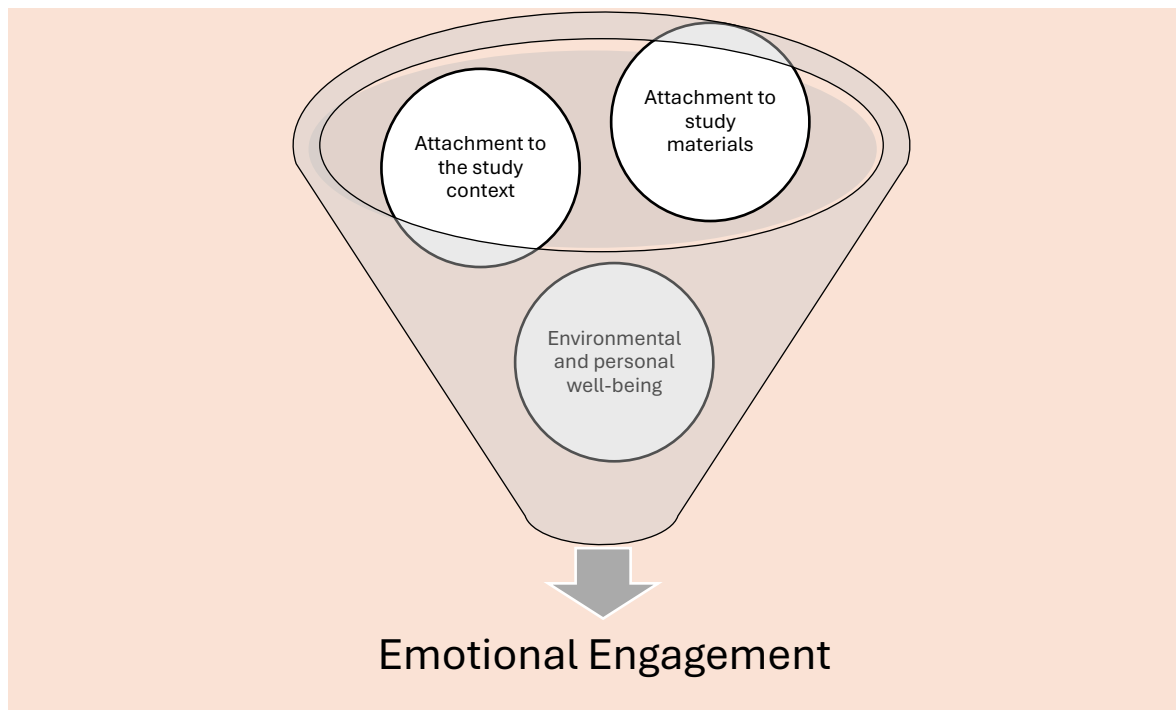 Attachment to
the study
context
Attachment to
study
materials
Environmental
and personal
well-being
Emotional Engagement